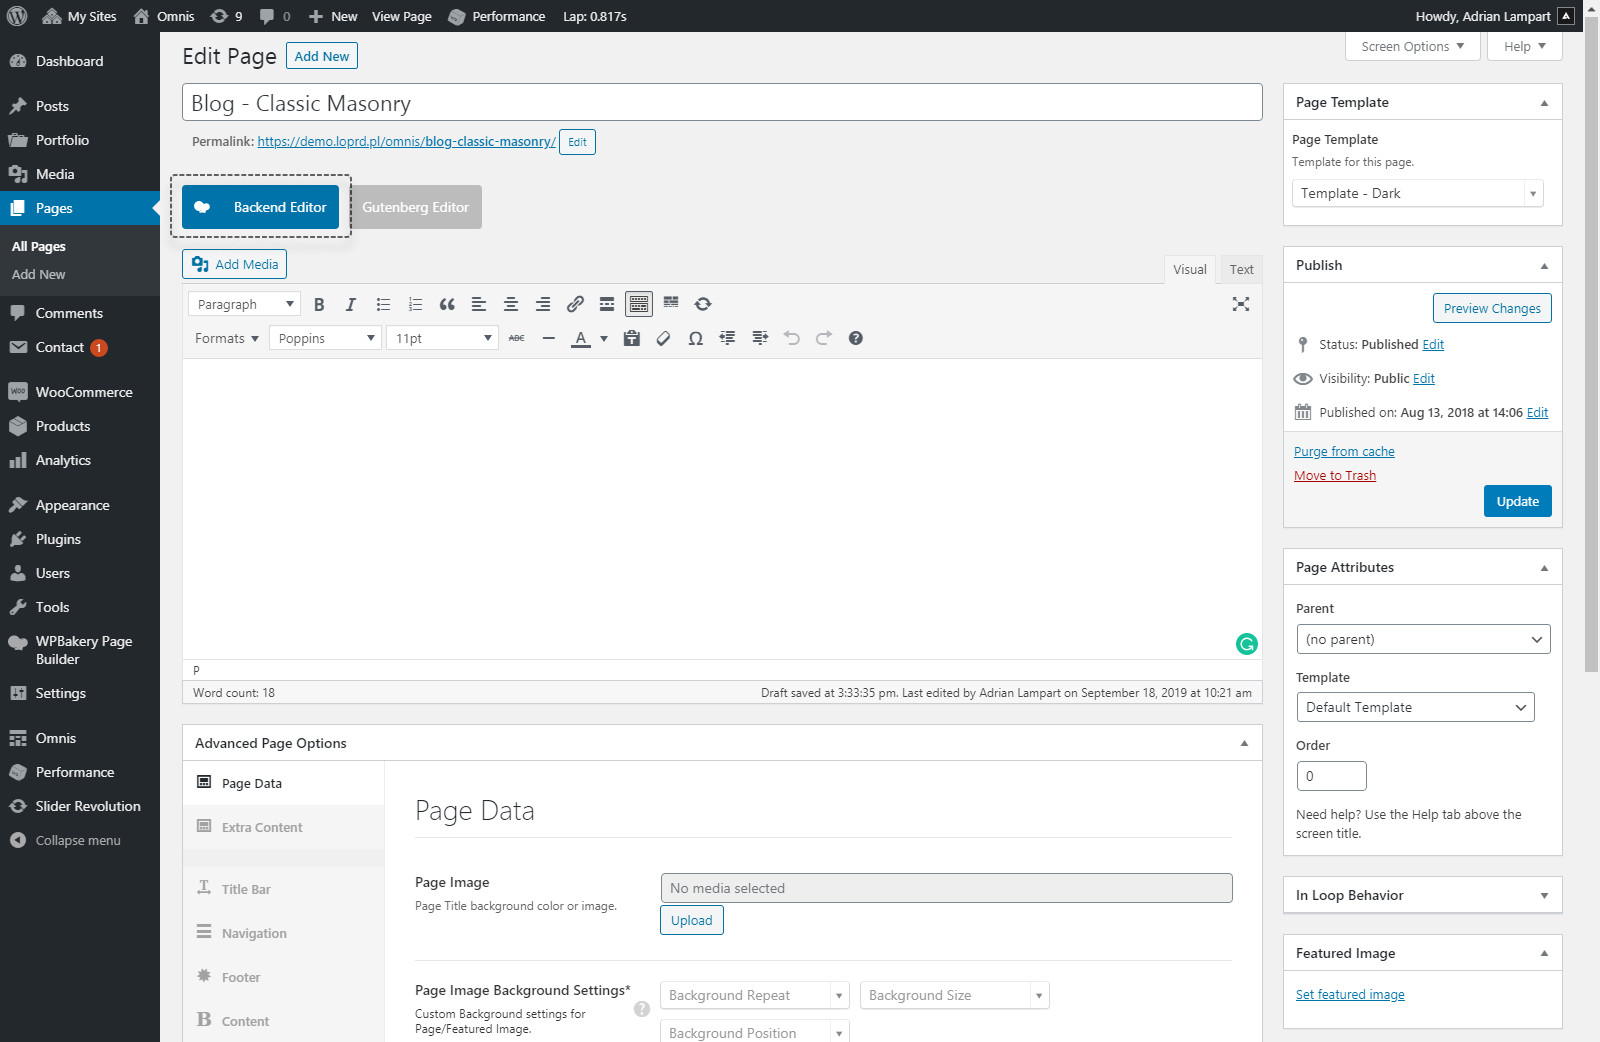 My Sites
Omnis
9
0
New
View Page
Performance
Lap: 0.817s
Howdy, Adrian Lampart
Dashboard
Posts
Portfolio
Media
Pages
All Pages
Add New
Comments
Contact 1
WooCommerce
Products
Analytics
Appearance
Plugins
Users
Tools
WPBakery Page
Builder
Settings
Omnis
Performance
Slider Revolution
Collapse menu
Screen Options
Help
Edit Page
Add New
Blog - Classic Masonry
Permalink: https://demo.loprd.pl/omnis/blog-classic-masonry/ Edit
Backend Editor
Gutenberg Editor
Add Media
Visual
Text
Paragraph
B I
Formats
Poppins
11pt
ABC
A
Ω
P
Word count: 18
Draft saved at 3:33:35 pm. Last edited by Adrian Lampart on September 18, 2019 at 10:21 am
Advanced Page Options
Page Data
Extra Content
Title Bar
Navigation
Footer
Content
Page Data
Page Image
Page Title background color or image.
No media selected
Upload
Page Image Background Settings*
Custom Background settings for
Page/Featured Image.
?
Background Repeat
Background Size
Background Position
Page Template
Page Template
Template for this page.
Template - Dark
Publish
Preview Changes
Status: Published Edit
Visibility: Public Edit
Published on: Aug 13, 2018 at 14:06 Edit
Purge from cache
Move to Trash
Update
Page Attributes
Parent
(no parent)
Template
Default Template
Order
0
Need help? Use the Help tab above the
screen title.
In Loop Behavior
Featured Image
Set featured image